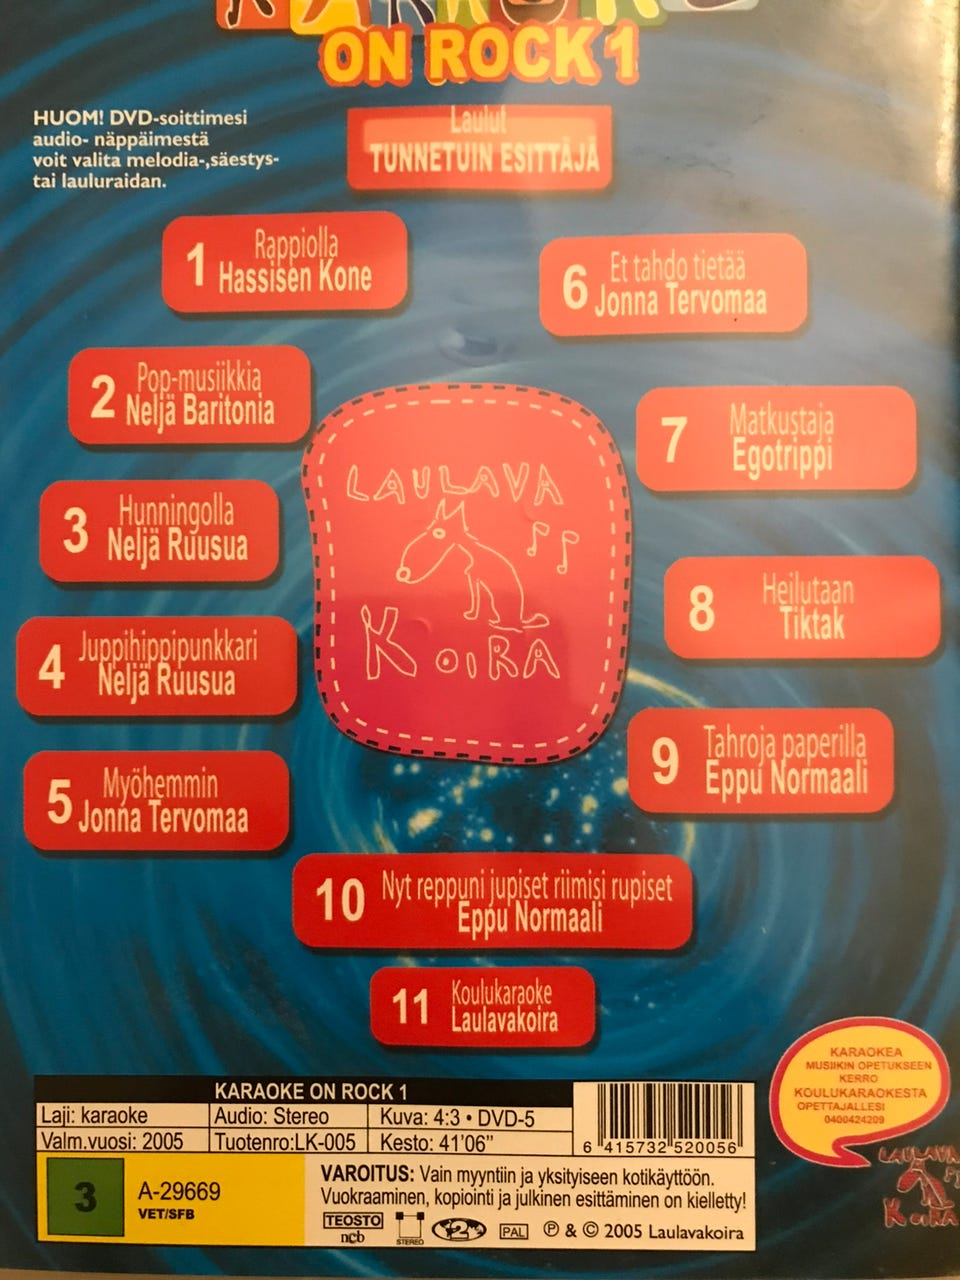 KARAOKE
ON ROCK 1
HUOM! DVD-soittimesi
audio- näppäimestä
voit valita melodia-,säestys-
tai lauluraidan.
Laulut
TUNNETUIN ESITTÄJÄ
1 Rappiolla
Hassisen Kone
2 Pop-musiikkia
Neljä Baritonia
3 Hunningolla
Neljä Ruusua
4 Juppihippipunkkari
Neljä Ruusua
5 Myöhemmin
Jonna Tervomaa
6 Et tahdo tietää
Jonna Tervomaa
7 Matkustaja
Egotrippi
8 Heilutaan
Tiktak
9 Tahroja paperilla
Eppu Normaali
10 Nyt reppuni jupiset riimisi rupiset
Eppu Normaali
11 Koulukaraoke
Laulavakoira
LAULAVA
KOIRA
KARAOKEA
MUSIIKIN OPETUKSEEN
KERRO
KOULUKARAOKESTA
OPETTAJALLESI
0400424209
LAULAVA
KOIRA
KARAOKE ON ROCK 1
Laji: karaoke Audio: Stereo Kuva: 4:3 • DVD-5
Valm.vuosi: 2005 Tuotenro:LK-005 Kesto: 41'06"
6 415732 520056
3 A-29669
VET/SFB
VAROITUS: Vain myyntiin ja yksityiseen kotikäyttöön.
Vuokraaminen, kopiointi ja julkinen esittäminen on kielletty!
TEOSTO
ncb
STEREO
2
PAL
℗ & © 2005 Laulavakoira